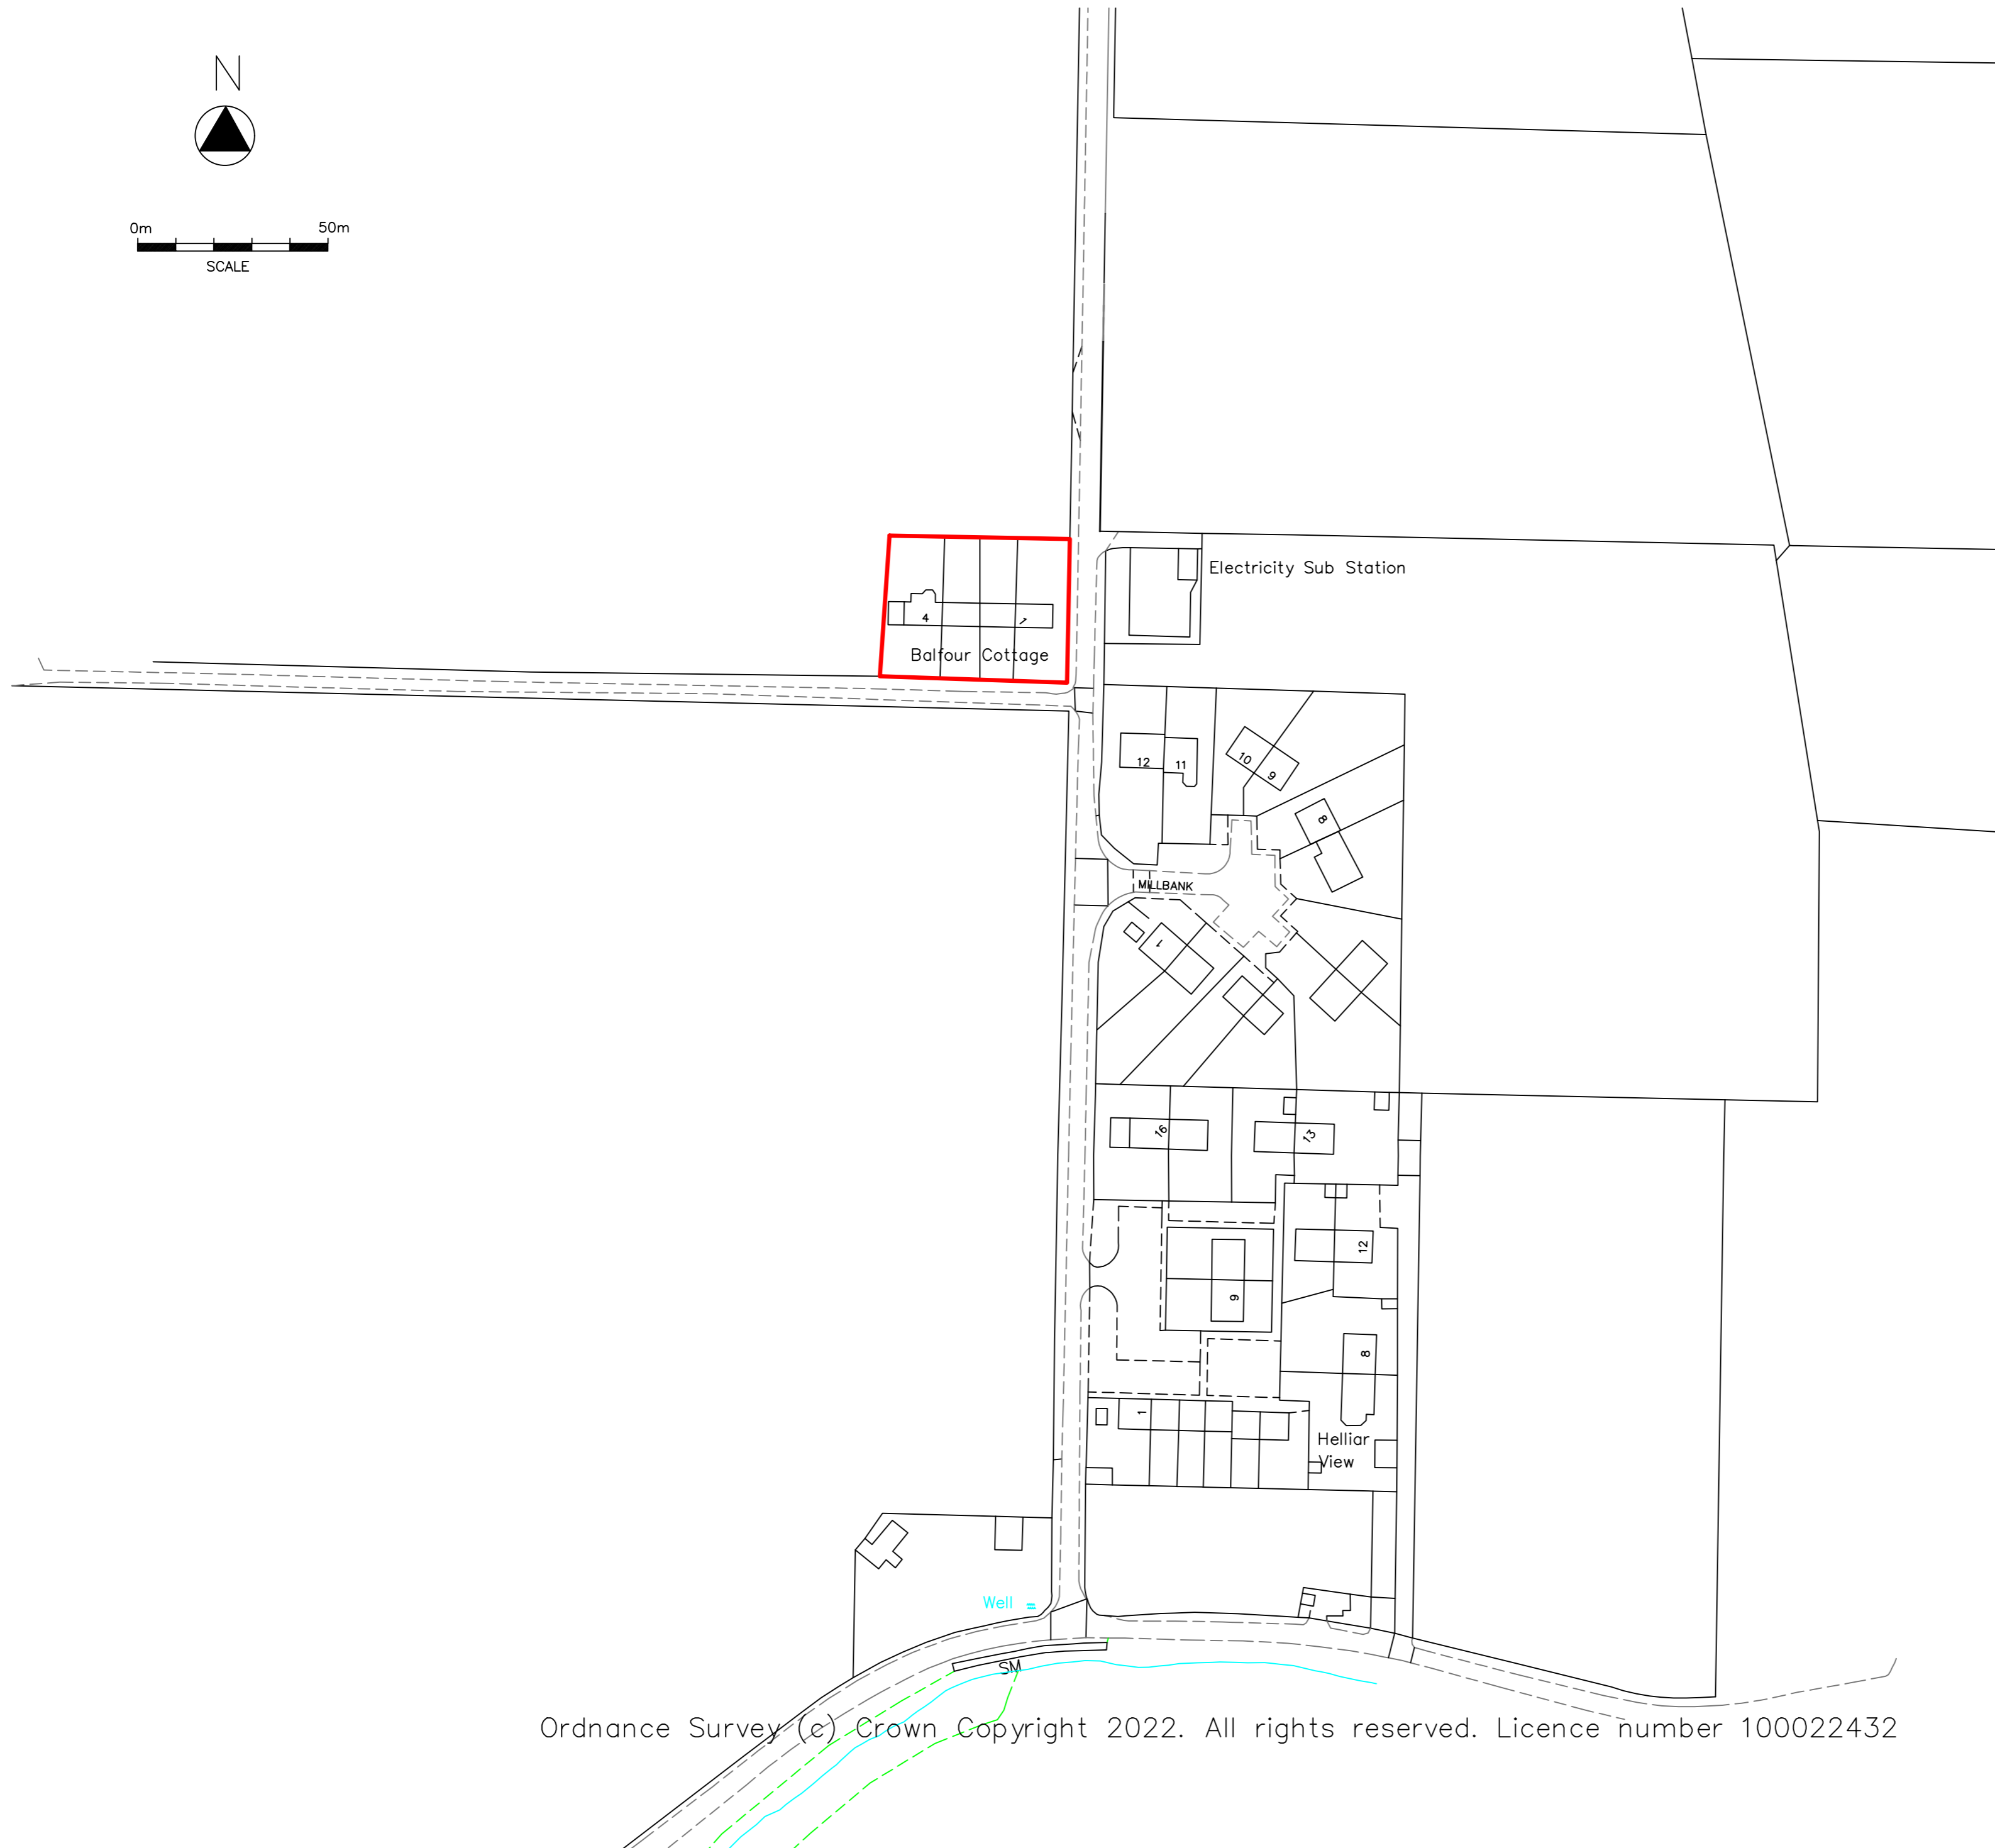 N
0m 50m
SCALE
Electricity Sub Station
4 1
Balfour Cottage
12 11 10 9
8
MILLBANK
1
16 13
12
9
8
1
Helliar
View
Well
SM
Ordnance Survey (c) Crown Copyright 2022. All rights reserved. Licence number 100022432